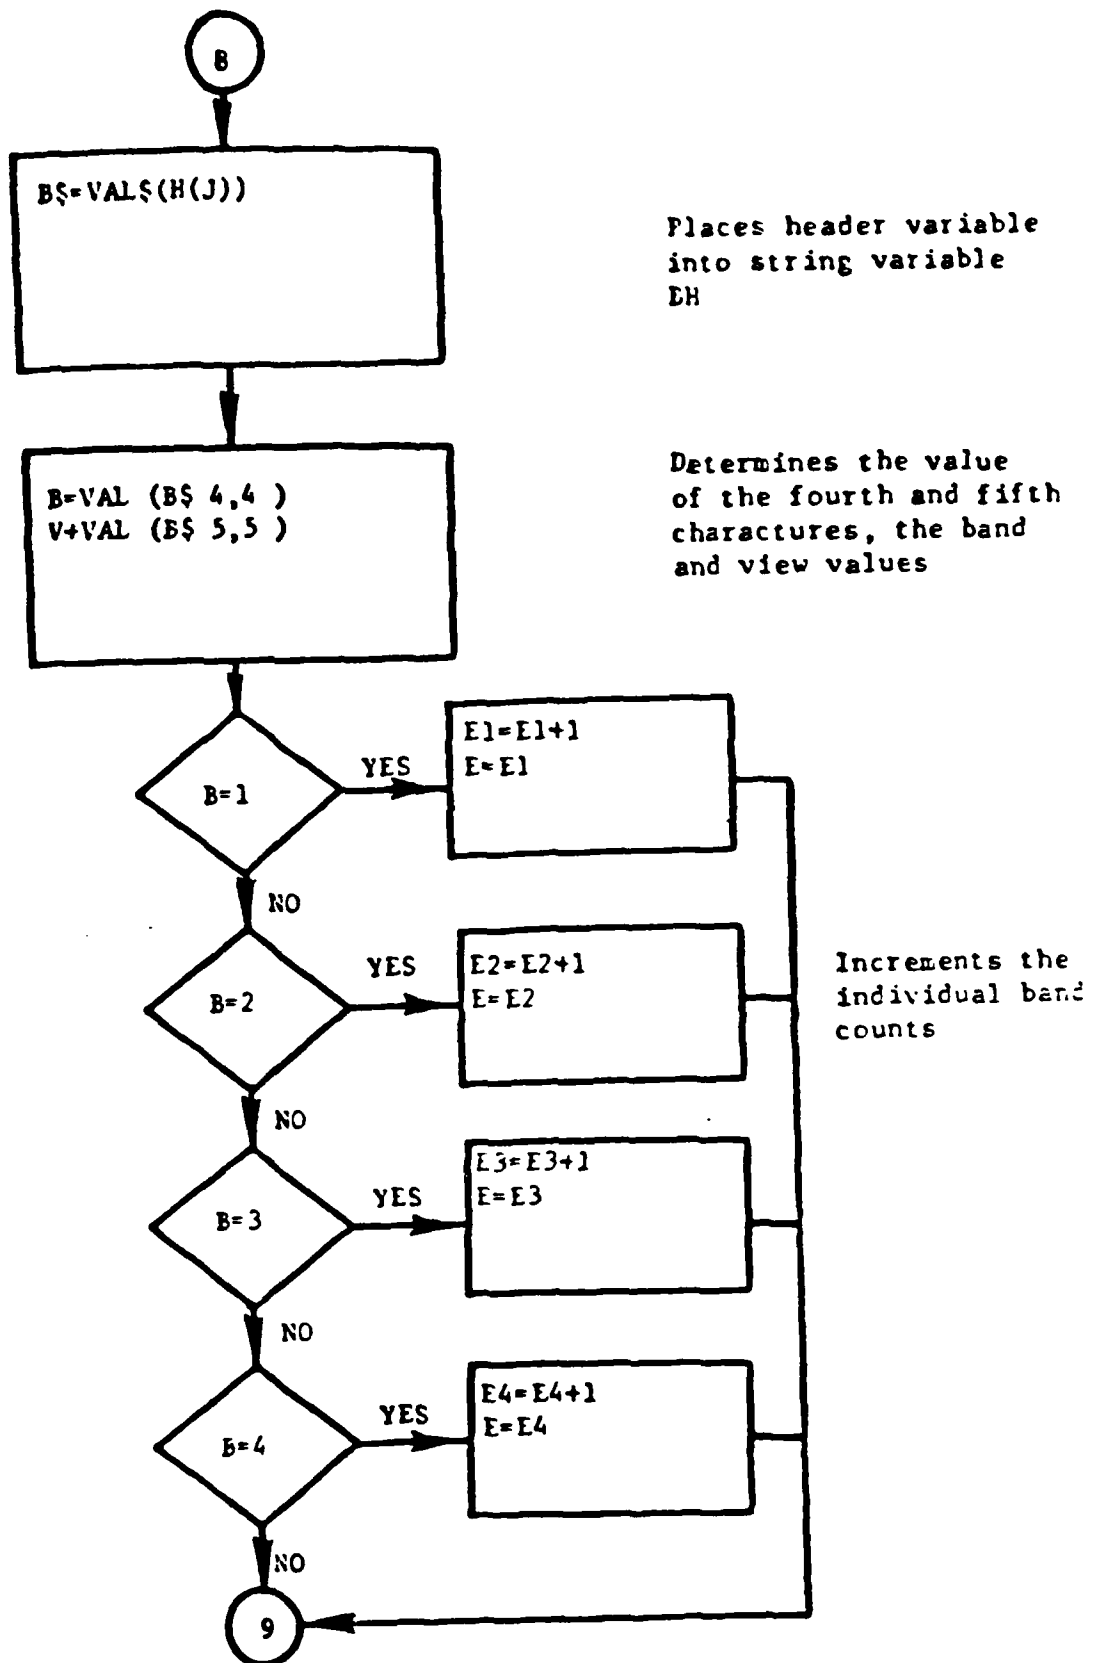 B
B$=VAL$(H(J))
Places header variable
into string variable
BH
B=VAL (B$ 4,4 )
V+VAL (B$ 5,5 )
Determines the value
of the fourth and fifth
charactures, the band
and view values
B=1
YES
E1=E1+1
E=E1
NO
B=2
YES
E2=E2+1
E=E2
Increments the
individual band
counts
NO
B=3
YES
E3=E3+1
E=E3
NO
B=4
YES
E4=E4+1
E=E4
NO
9